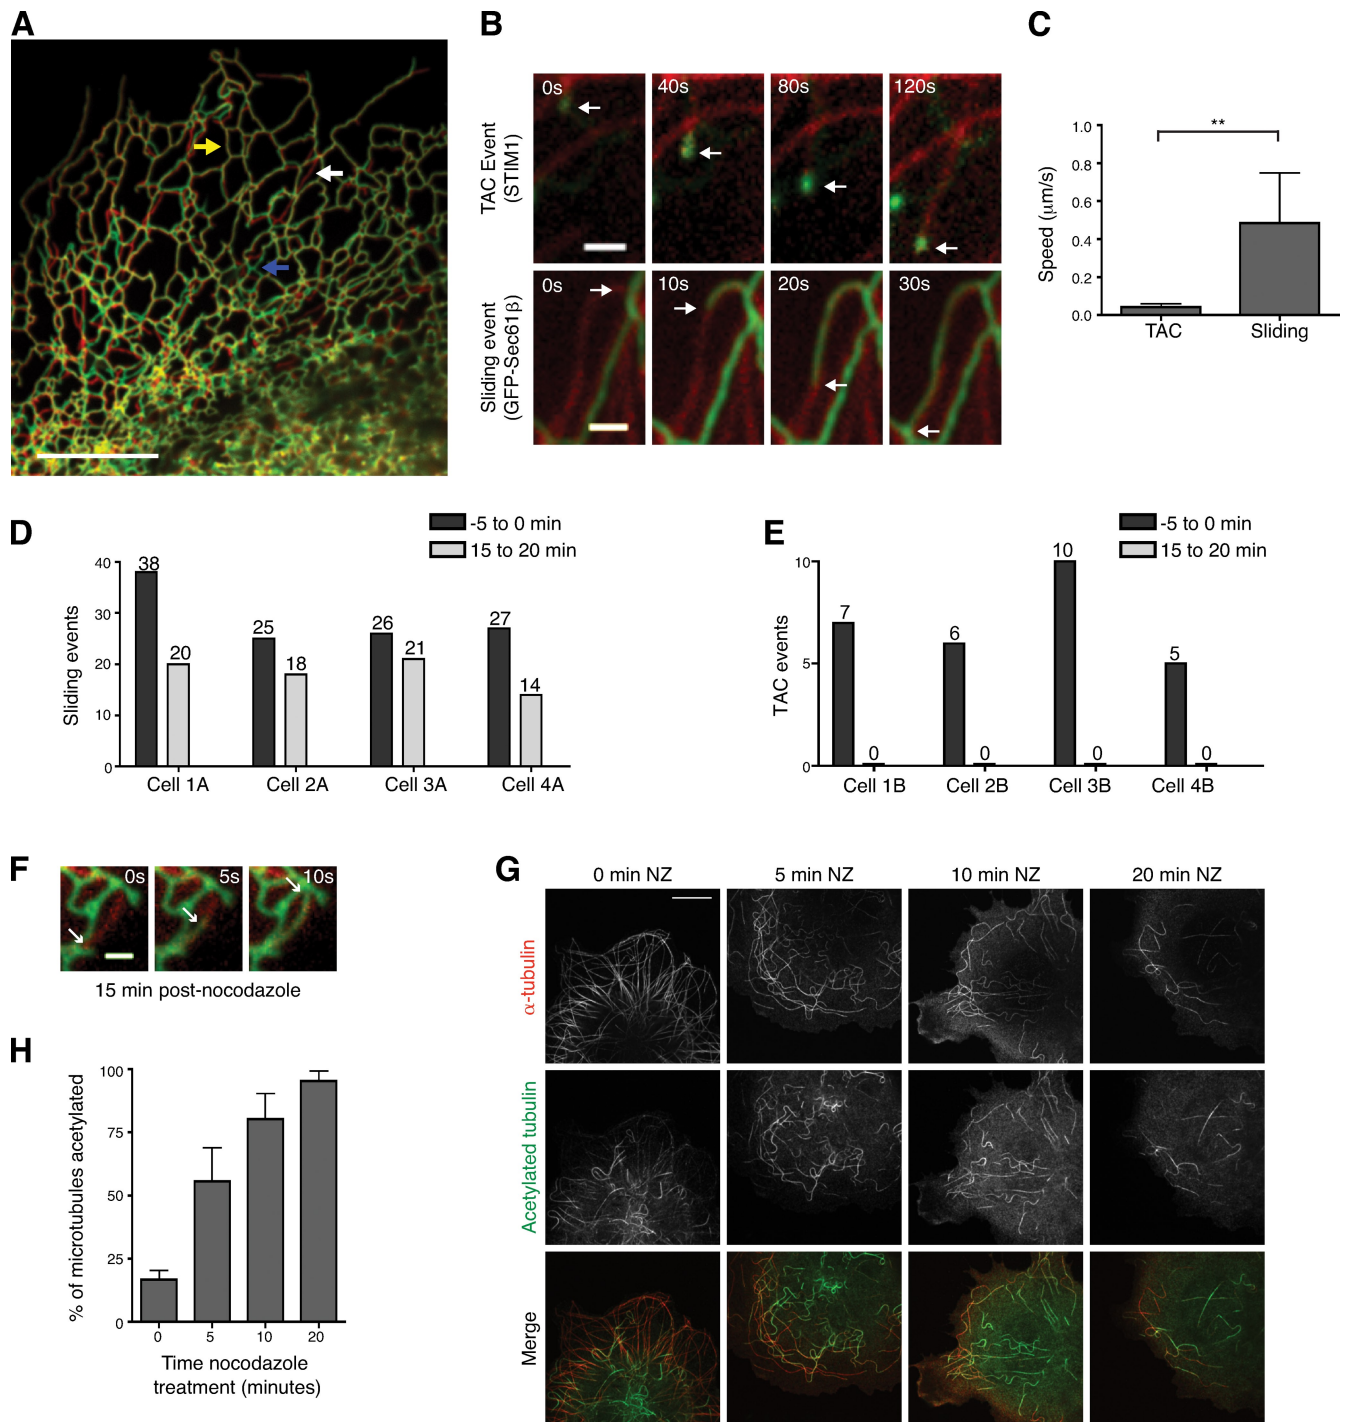 A
B
C
TAC Event
(STIM1)
0s
40s
80s
120s
Sliding event
(GFP-Sec61β)
0s
10s
20s
30s
Speed (μm/s)
1.0
0.8
0.6
0.4
0.2
0.0
**
TAC
Sliding
D
-5 to 0 min
15 to 20 min
Sliding events
40
30
20
10
0
38
20
25
18
26
21
27
14
Cell 1A
Cell 2A
Cell 3A
Cell 4A
E
-5 to 0 min
15 to 20 min
TAC events
10
5
0
7
0
6
0
10
0
5
0
Cell 1B
Cell 2B
Cell 3B
Cell 4B
F
0s
5s
10s
15 min post-nocodazole
G
0 min NZ
5 min NZ
10 min NZ
20 min NZ
α-tubulin
Acetylated tubulin
Merge
H
% of microtubules acetylated
100
75
50
25
0
0
5
10
20
Time nocodazole
treatment (minutes)